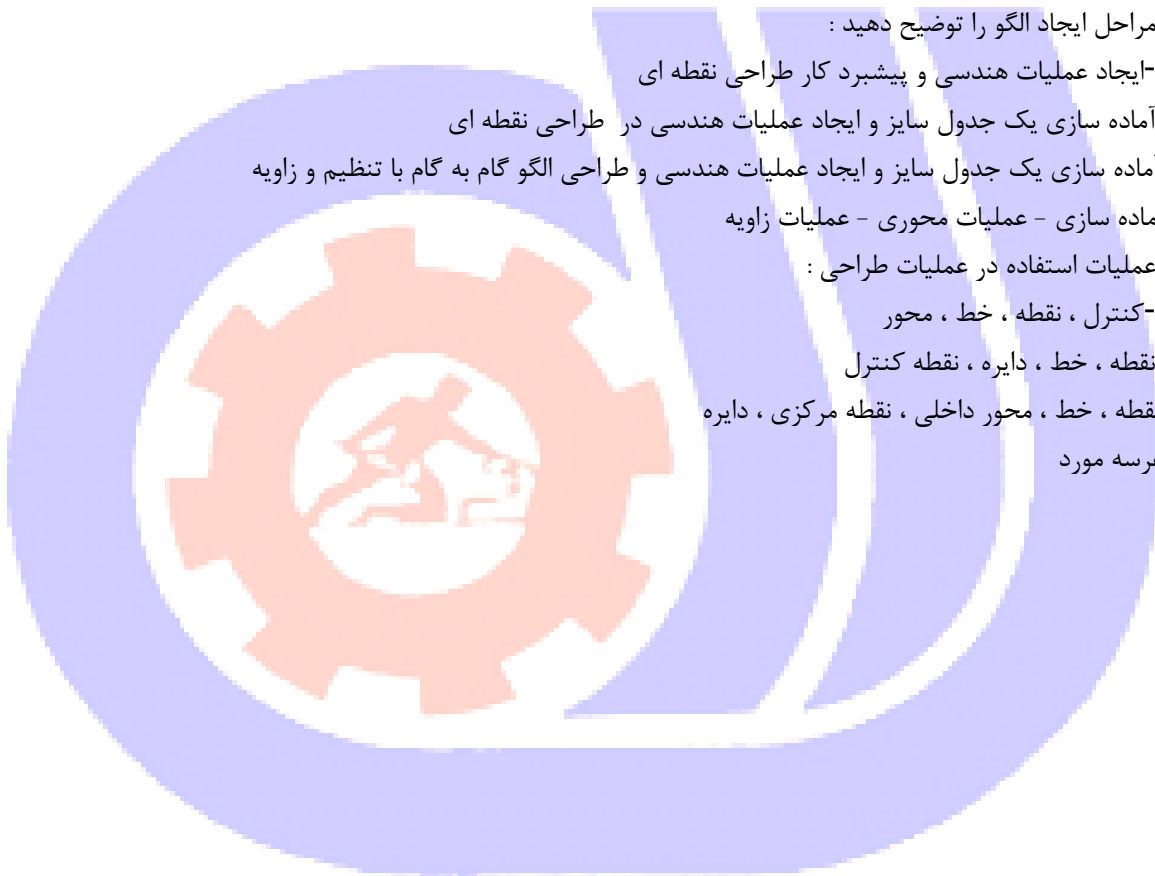 مراحل ایجاد الگو را توضیح دهید :
-ایجاد عملیات هندسی و پیشبرد کار طراحی نقطه ای
آماده سازی یک جدول سایز و ایجاد عملیات هندسی در طراحی نقطه ای
ماده سازی یک جدول سایز و ایجاد عملیات هندسی و طراحی الگو گام به گام با تنظیم و زاویه
ماده سازی - عملیات محوری - عملیات زاویه
عملیات استفاده در عملیات طراحی :
-کنترل ، نقطه ، خط ، محور
نقطه ، خط ، دایره ، نقطه کنترل
قطه ، خط ، محور داخلی ، نقطه مرکزی ، دایره
رسه مورد